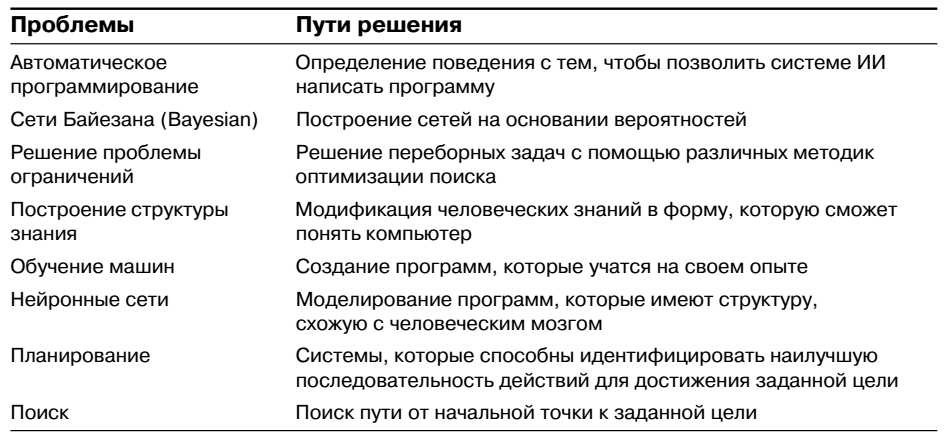 Проблемы Пути решения
Автоматическое Определение поведения с тем, чтобы позволить системе ИИ
программирование написать программу
Сети Байезана (Bayesian) Построение сетей на основании вероятностей
Решение проблемы Решение переборных задач с помощью различных методик
ограничений оптимизации поиска
Построение структуры Модификация человеческих знаний в форму, которую сможет
знания понять компьютер
Обучение машин Создание программ, которые учатся на своем опыте
Нейронные сети Моделирование программ, которые имеют структуру,
схожую с человеческим мозгом
Планирование Системы, которые способны идентифицировать наилучшую
последовательность действий для достижения заданной цели
Поиск Поиск пути от начальной точки к заданной цели